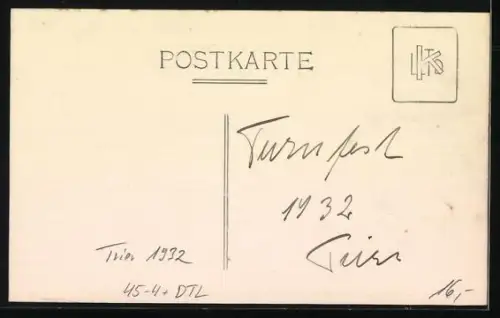 POSTKARTE
Turnfest
1932
Trier
Trier 1932
45-4+ DTL
16,-